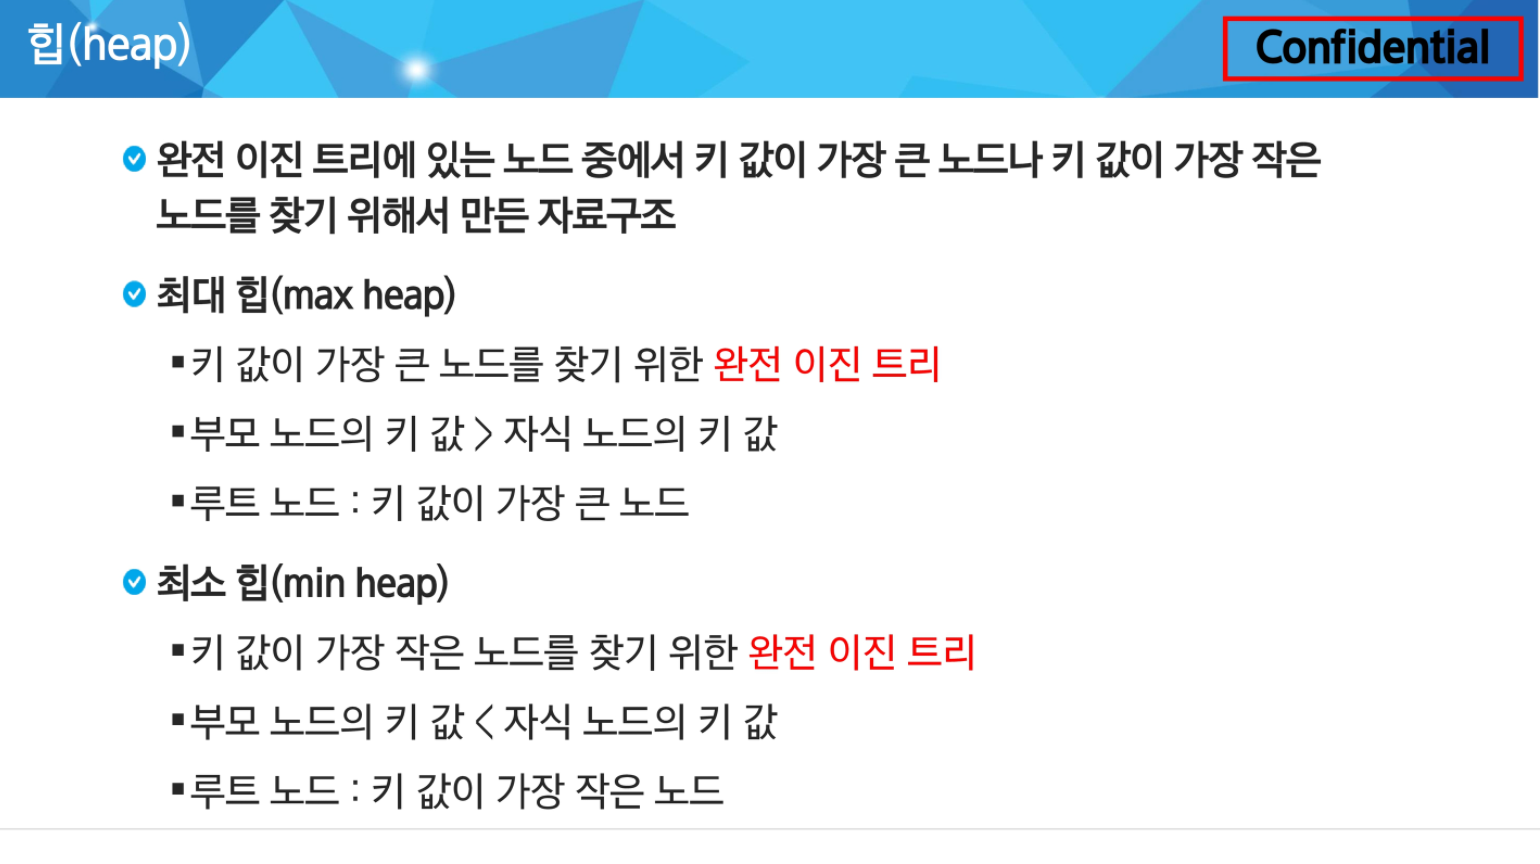 힙(heap)
Confidential
완전 이진 트리에 있는 노드 중에서 키 값이 가장 큰 노드나 키 값이 가장 작은
노드를 찾기 위해서 만든 자료구조
최대 힙(max heap)
▪키 값이 가장 큰 노드를 찾기 위한 완전 이진 트리
▪부모 노드의 키 값 > 자식 노드의 키 값
▪루트 노드 : 키 값이 가장 큰 노드
최소 힙(min heap)
▪키 값이 가장 작은 노드를 찾기 위한 완전 이진 트리
▪부모 노드의 키 값 < 자식 노드의 키 값
▪루트 노드 : 키 값이 가장 작은 노드